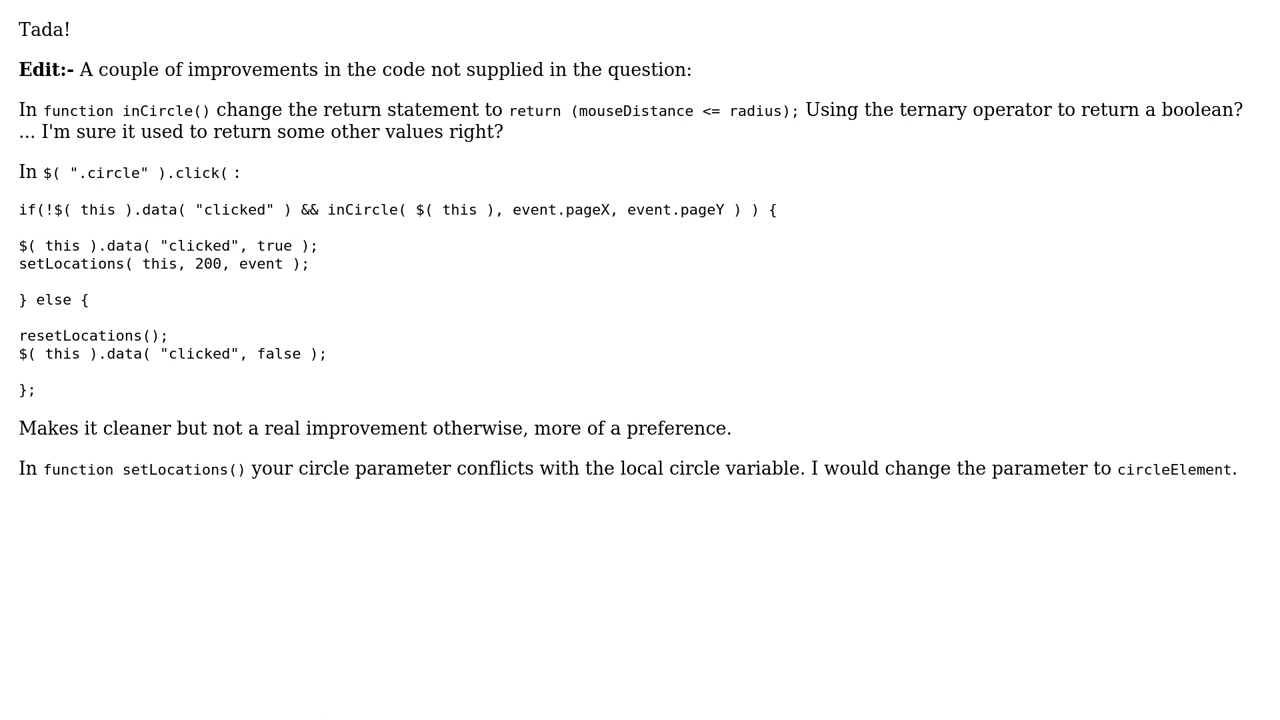 Tada!
Edit:- A couple of improvements in the code not supplied in the question:
In function inCircle() change the return statement to return (mouseDistance <= radius); Using the ternary operator to return a boolean?
... I'm sure it used to return some other values right?
In $( ".circle" ).click( :
if(!$( this ).data( "clicked" ) && inCircle( $( this ), event.pageX, event.pageY ) ) {
$( this ).data( "clicked", true );
setLocations( this, 200, event );
} else {
resetLocations();
$( this ).data( "clicked", false );
};
Makes it cleaner but not a real improvement otherwise, more of a preference.
In function setLocations() your circle parameter conflicts with the local circle variable. I would change the parameter to circleElement.